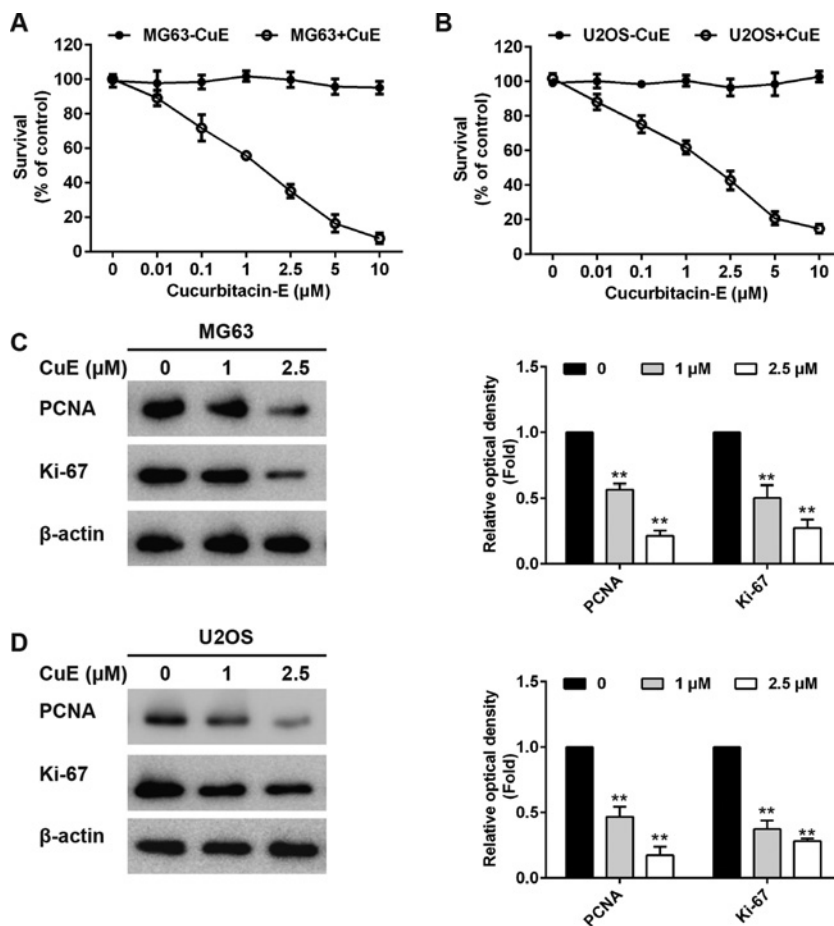 A
MG63-CuE MG63+CuE
120
100
80
60
40
20
0
Survival
(% of control)
0 0.01 0.1 1 2.5 5 10
Cucurbitacin-E (μM)
B
U2OS-CuE U2OS+CuE
120
100
80
60
40
20
0
Survival
(% of control)
0 0.01 0.1 1 2.5 5 10
Cucurbitacin-E (μM)
C
MG63
CuE (μM) 0 1 2.5
PCNA
Ki-67
β-actin
0 1 μM 2.5 μM
1.5
1.0
0.5
0.0
Relative optical density
(Fold)
** ** ** **
PCNA Ki-67
D
U2OS
CuE (μM) 0 1 2.5
PCNA
Ki-67
β-actin
0 1 μM 2.5 μM
1.5
1.0
0.5
0.0
Relative optical density
(Fold)
** ** ** **
PCNA Ki-67